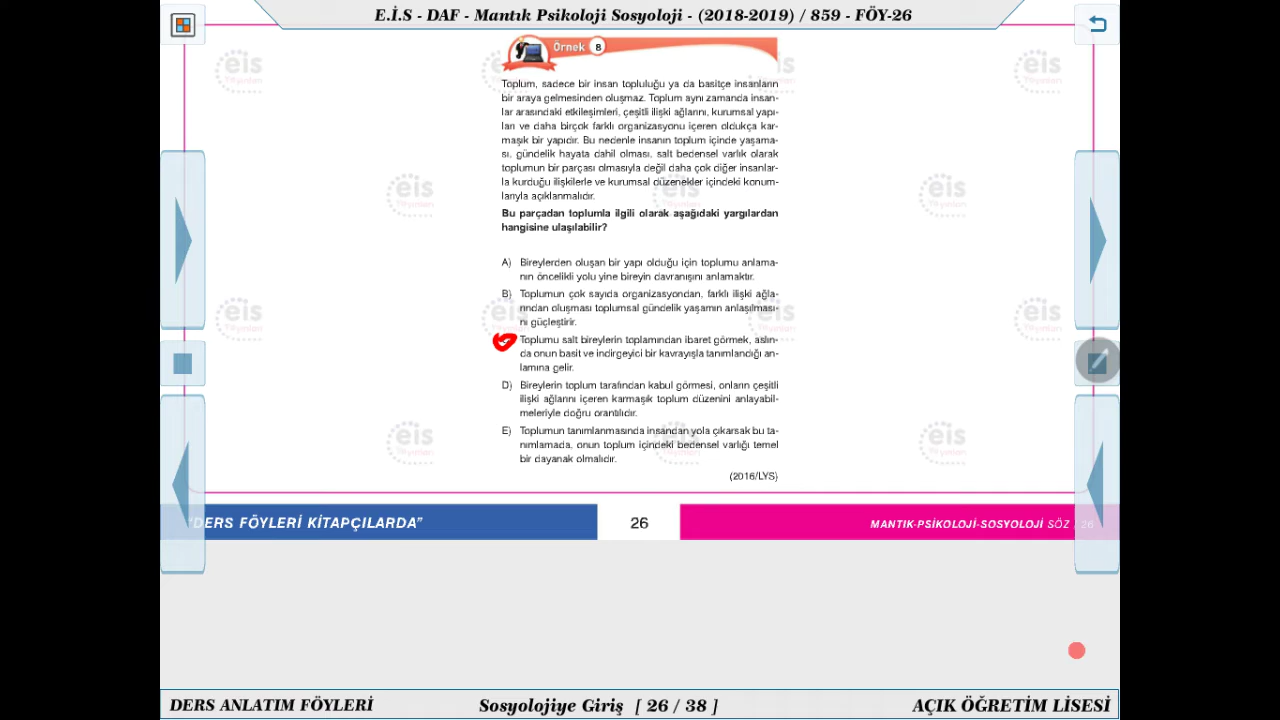 E.İ.S - DAF - Mantık Psikoloji Sosyoloji - (2018-2019) / 859 - FÖY-26
Örnek 8
Toplum, sadece bir insan topluluğu ya da basitçe insanların
bir araya gelmesinden oluşmaz. Toplum aynı zamanda insan-
lar arasındaki etkileşimleri, çeşitli ilişki ağlarını, kurumsal yapı-
ları ve daha birçok farklı organizasyonu içeren oldukça kar-
maşık bir yapıdır. Bu nedenle insanın toplum içinde yaşama-
sı, gündelik hayata dahil olması, salt bedensel varlık olarak
toplumun bir parçası olmasıyla değil daha çok diğer insanlar-
la kurduğu ilişkilerle ve kurumsal düzenekler içindeki konum-
larıyla açıklanmalıdır.
Bu parçadan toplumla ilgili olarak aşağıdaki yargılardan
hangisine ulaşılabilir?
A) Bireylerden oluşan bir yapı olduğu için toplumu anlama-
nın öncelikli yolu yine bireyin davranışını anlamaktır.
B) Toplumun çok sayıda organizasyondan, farklı ilişki ağla-
rından oluşması toplumsal gündelik yaşamın anlaşılması-
nı güçleştirir.
Toplumu salt bireylerin toplamından ibaret görmek, aslın-
da onun basit ve indirgeyici bir kavrayışla tanımlandığı an-
lamına gelir.
D) Bireylerin toplum tarafından kabul görmesi, onların çeşitli
ilişki ağlarını içeren karmaşık toplum düzenini anlayabil-
meleriyle doğru orantılıdır.
E) Toplumun tanımlanmasında insandan yola çıkarsak bu ta-
nımlamada, onun toplum içindeki bedensel varlığı temel
bir dayanak olmalıdır.
(2016/LYS)
"DERS FÖYLERİ KİTAPÇILARDA"
26
MANTIK-PSİKOLOJİ-SOSYOLOJİ SÖZ / 26
DERS ANLATIM FÖYLERİ
Sosyolojiye Giriş [ 26 / 38 ]
AÇIK ÖĞRETİM LİSESİ
eis
Yayınları